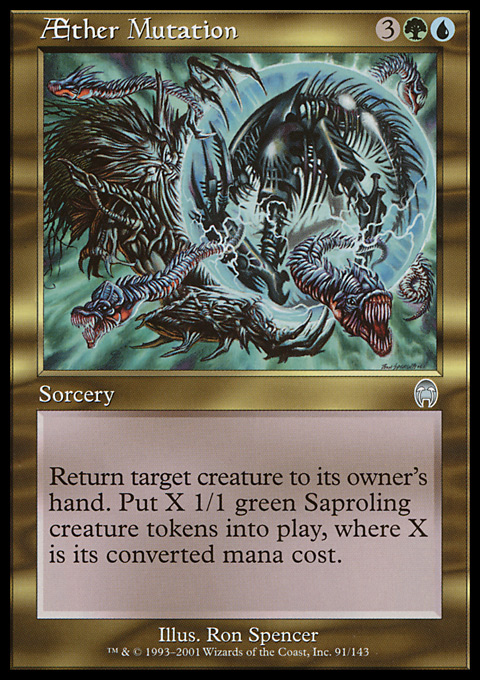 Æther Mutation 3
Sorcery
Return target creature to its owner's
hand. Put X 1/1 green Saproling
creature tokens into play, where X
is its converted mana cost.
Illus. Ron Spencer
™ & © 1993–2001 Wizards of the Coast, Inc. 91/143